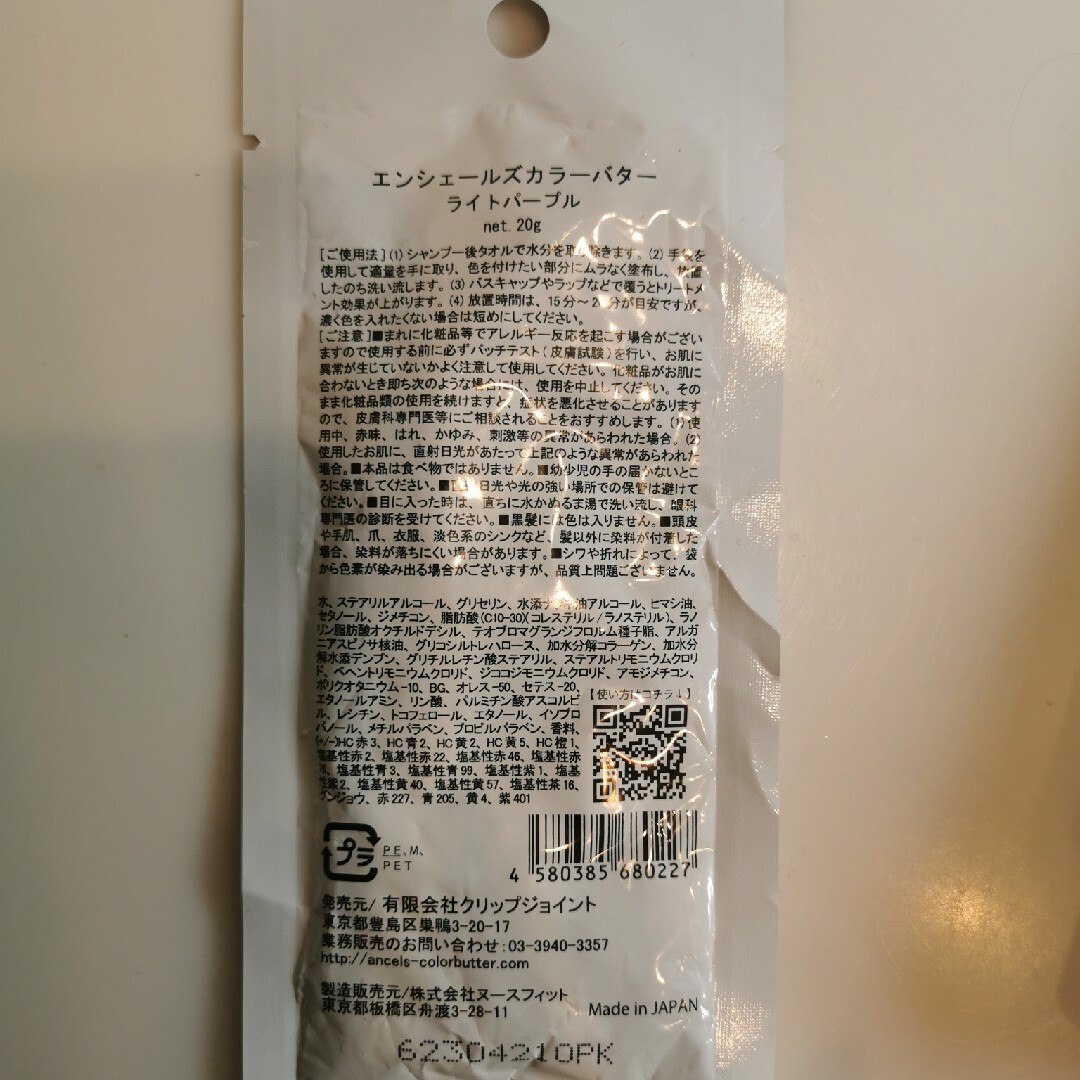 エンシェールズカラーバター
ライトパープル
net. 20g
[ご使用法] (1) シャンプー後タオルで水分を取り除きます。(2) 手袋を
使用して適量を手に取り、色を付けたい部分にムラなく塗布し、放置
したのち洗い流します。(3) バスキャップやラップなどで覆うとトリートメ
ント効果が上がります。(4) 放置時間は、15分～2 分が目安ですが、
濃く色を入れたくない場合は短めにしてください。
[ご注意]■まれに化粧品等でアレルギー反応を起こす場合がござい
ますので使用する前に必ずパッチテスト(皮膚試験)を行い、お肌に
異常が生じていないかよく注意して使用してください。化粧品がお肌に
合わないとき即ち次のような場合には、使用を中止してください。その
まま化粧品類の使用を続けますと、症状を悪化させることがあります
ので、皮膚科専門医等にご相談されることをおすすめします。(1) 使
用中、赤味、はれ、かゆみ、刺激等の異常があらわれた場合。(2)
使用したお肌に、直射日光があたって上記のような異常があらわれた
場合。■本品は食べ物ではありません。■幼少児の手の届かないとこ
ろに保管してください。■ 日光や光の強い場所での保管は避けて
ください。■目に入った時は、直ちに水かぬるま湯で洗い流し、眼科
専門医の診断を受けてください。■黒髪には色は入りません。■頭皮
や手肌、爪、衣服、淡色系のシンクなど、髪以外に染料が付着した
場合、染料が落ちにくい場合があります。■シワや折れによって、袋
から色素が染み出る場合がございますが、品質上問題ございません。
水、ステアリルアルコール、グリセリン、水添ナ 油アルコール、ヒマシ油、
セタノール、ジメチコン、脂肪酸(C10-30)(コレステリル/ラノステリル)、ラノ
リン脂肪酸オクチルドデシル、テオブロマグランジフロルム種子脂、アルガ
ニアスピノサ核油、グリコシルトレハロース、加水分解コラーゲン、加水分
解水添デンプン、グリチルレチン酸ステアリル、ステアルトリモニウムクロリ
ド、ベヘントリモニウムクロリド、ジココジモニウムクロリド、アモジメチコン、
ポリクオタニウム-10、BG、オレス-50、セテス-20、
エタノールアミン、リン酸、パルミチン酸アスコルビ
ル、レシチン、トコフェロール、エタノール、イソプロ
パノール、メチルパラベン、プロピルパラベン、香料、
(+/-)HC赤3、HC青2、HC黄2、HC黄5、HC橙1、
塩基性赤2、塩基性赤22、塩基性赤46、塩基性赤
、塩基性青3、塩基性青99、塩基性紫1、塩基
性紫2、塩基性黄40、塩基性黄57、塩基性茶16、
グンジョウ、赤227、青205、黄4、紫401
【使い方はコチラ↓】
プラ
PE、M、
PET
4 580385 680227
発売元/ 有限会社クリップジョイント
東京都豊島区巣鴨3-20-17
業務販売のお問い合わせ:03-3940-3357
http://ancels-colorbutter.com
製造販売元/株式会社ヌースフィット
東京都板橋区舟渡3-28-11
Made in JAPAN
62304210PK